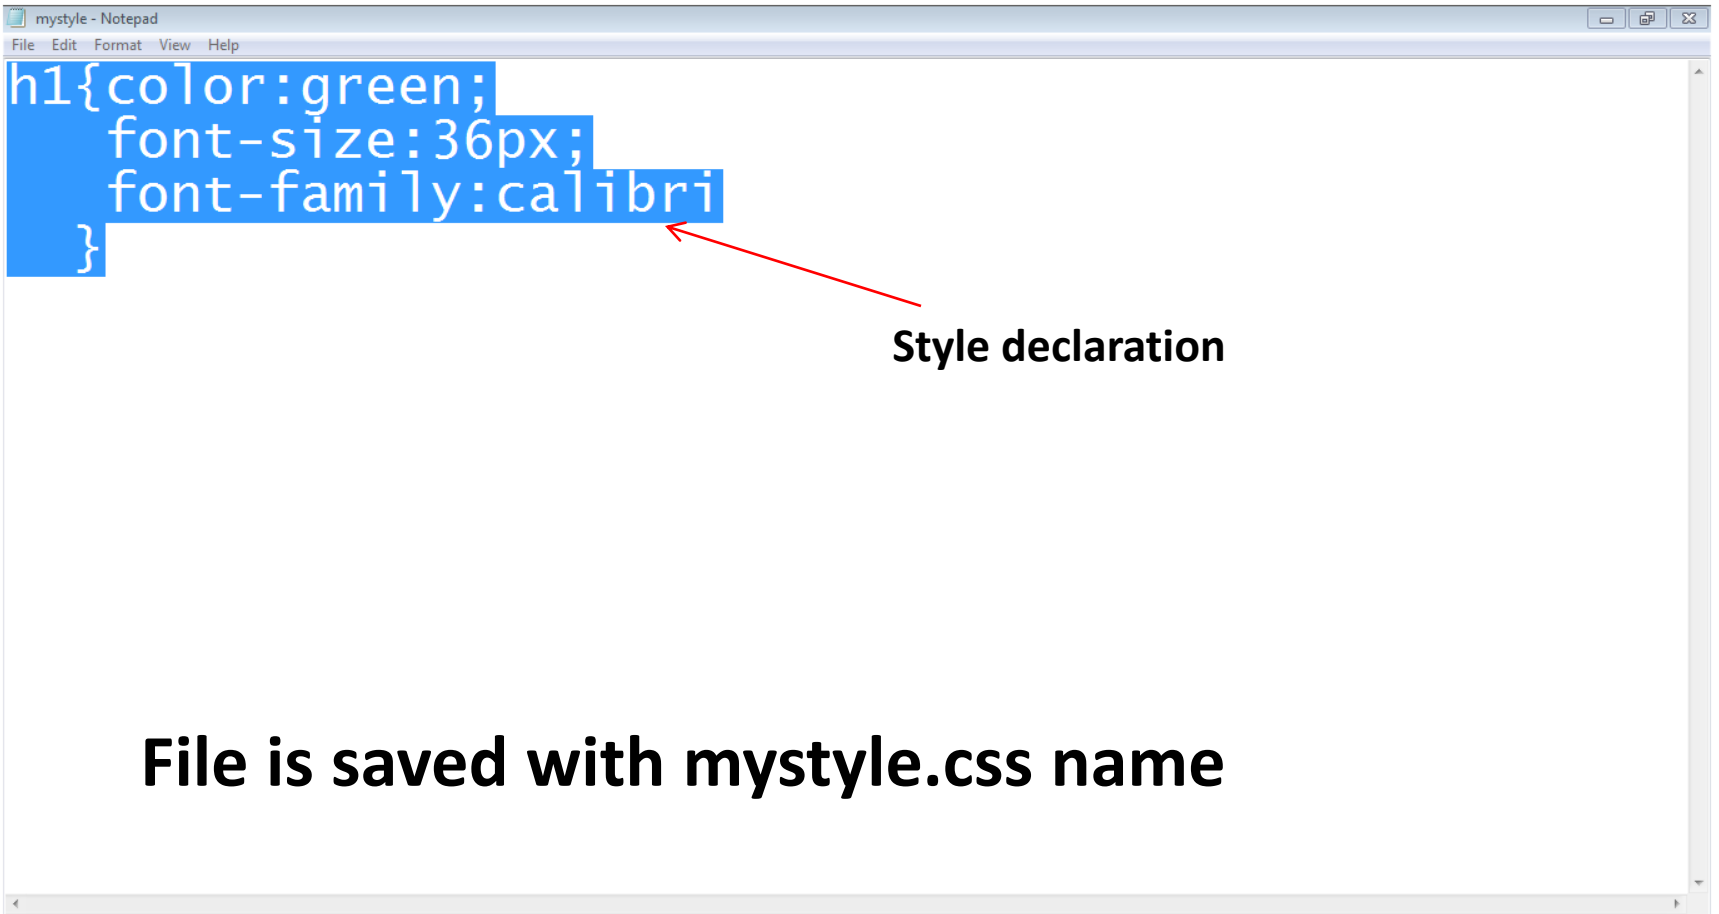 mystyle - Notepad
File Edit Format View Help
h1{color:green;
font-size:36px;
font-family:calibri
}
Style declaration
File is saved with mystyle.css name